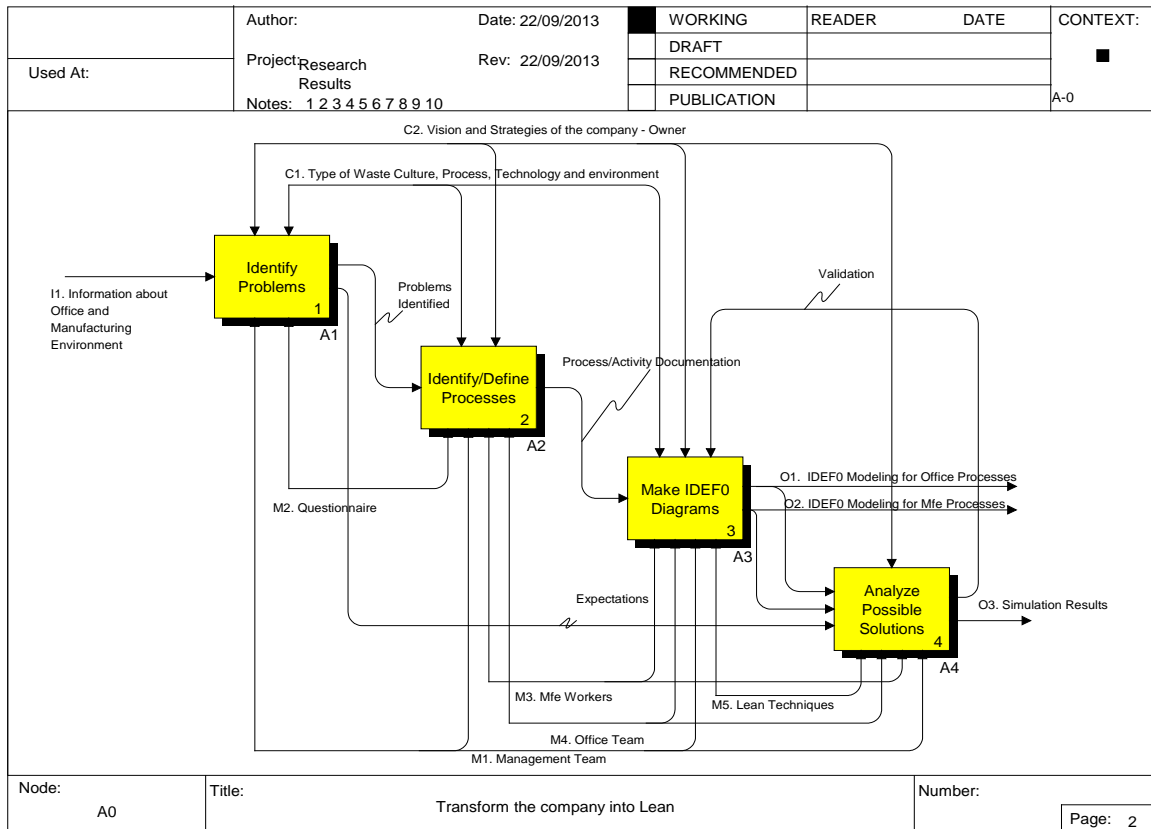 Used At:
Author:
Date: 22/09/2013
Project: Research
Results
Rev: 22/09/2013
Notes: 1 2 3 4 5 6 7 8 9 10
WORKING
DRAFT
RECOMMENDED
PUBLICATION
READER
DATE
CONTEXT:
A-0
C2. Vision and Strategies of the company - Owner
C1. Type of Waste Culture, Process, Technology and environment
Identify
Problems
1
A1
I1. Information about
Office and
Manufacturing
Environment
Problems
Identified
Validation
Identify/Define
Processes
2
A2
Process/Activity Documentation
M2. Questionnaire
Make IDEF0
Diagrams
3
A3
O1. IDEF0 Modeling for Office Processes
O2. IDEF0 Modeling for Mfe Processes
Expectations
Analyze
Possible
Solutions
4
A4
O3. Simulation Results
M3. Mfe Workers
M5. Lean Techniques
M4. Office Team
M1. Management Team
Node:
A0
Title:
Transform the company into Lean
Number:
Page: 2